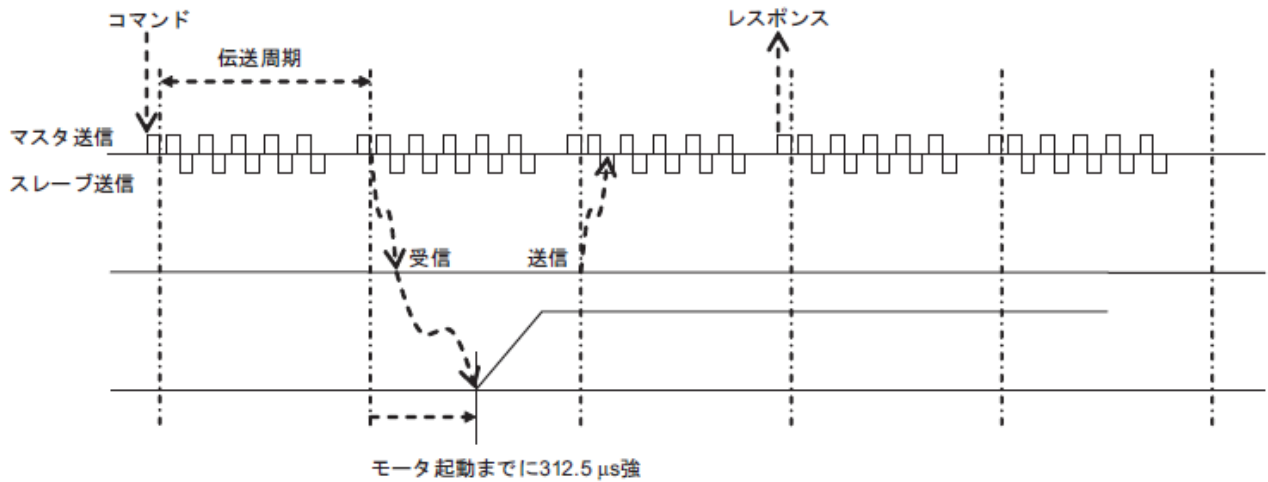 コマンド
レスポンス
伝送周期
マスタ送信
スレーブ送信
受信
送信
モータ起動までに312.5 μs強